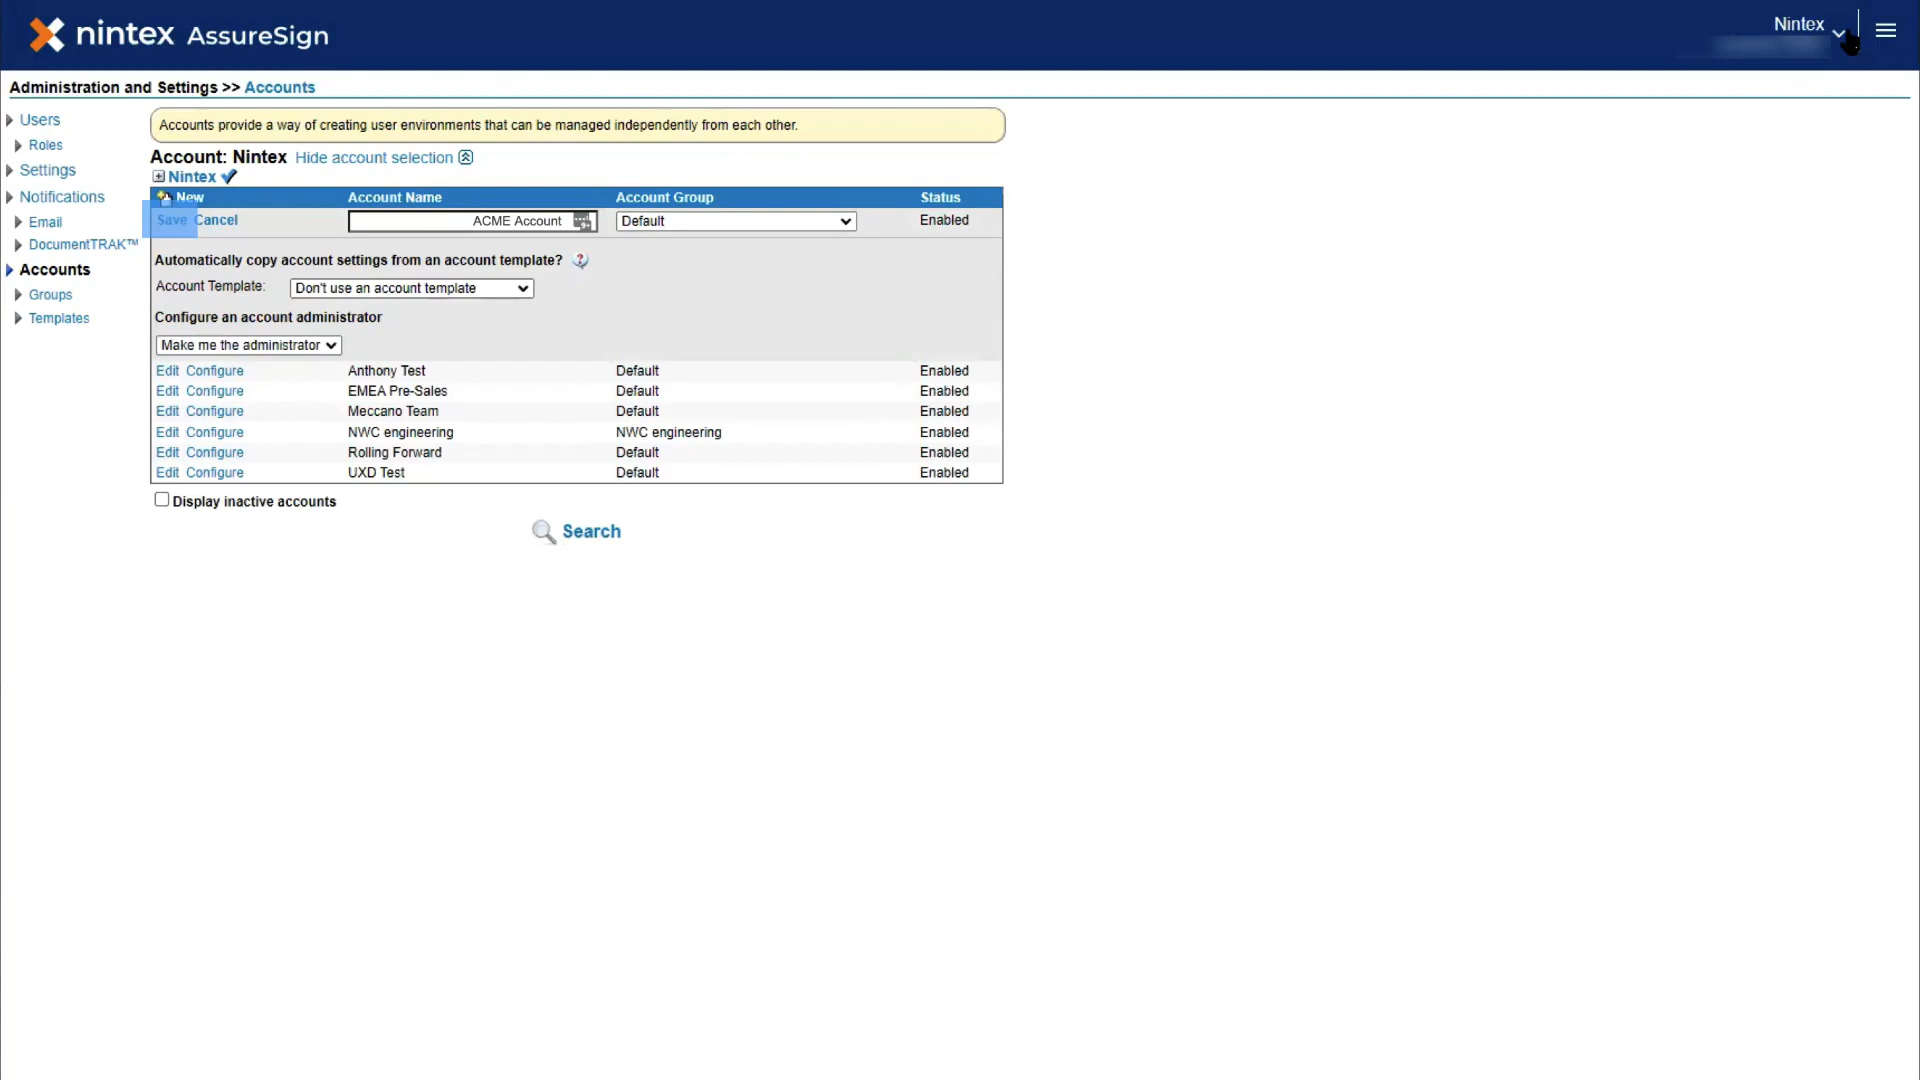 nintex AssureSign
Nintex
Administration and Settings >> Accounts
Users
Roles
Settings
Notifications
Email
DocumentTRAK™
Accounts
Groups
Templates
Accounts provide a way of creating user environments that can be managed independently from each other.
Account: Nintex Hide account selection
Nintex
New Account Name Account Group Status
Save Cancel ACME Account Default Enabled
Automatically copy account settings from an account template?
Account Template: Don't use an account template
Configure an account administrator
Make me the administrator
Edit Configure Anthony Test Default Enabled
Edit Configure EMEA Pre-Sales Default Enabled
Edit Configure Meccano Team Default Enabled
Edit Configure NWC engineering NWC engineering Enabled
Edit Configure Rolling Forward Default Enabled
Edit Configure UXD Test Default Enabled
Display inactive accounts
Search